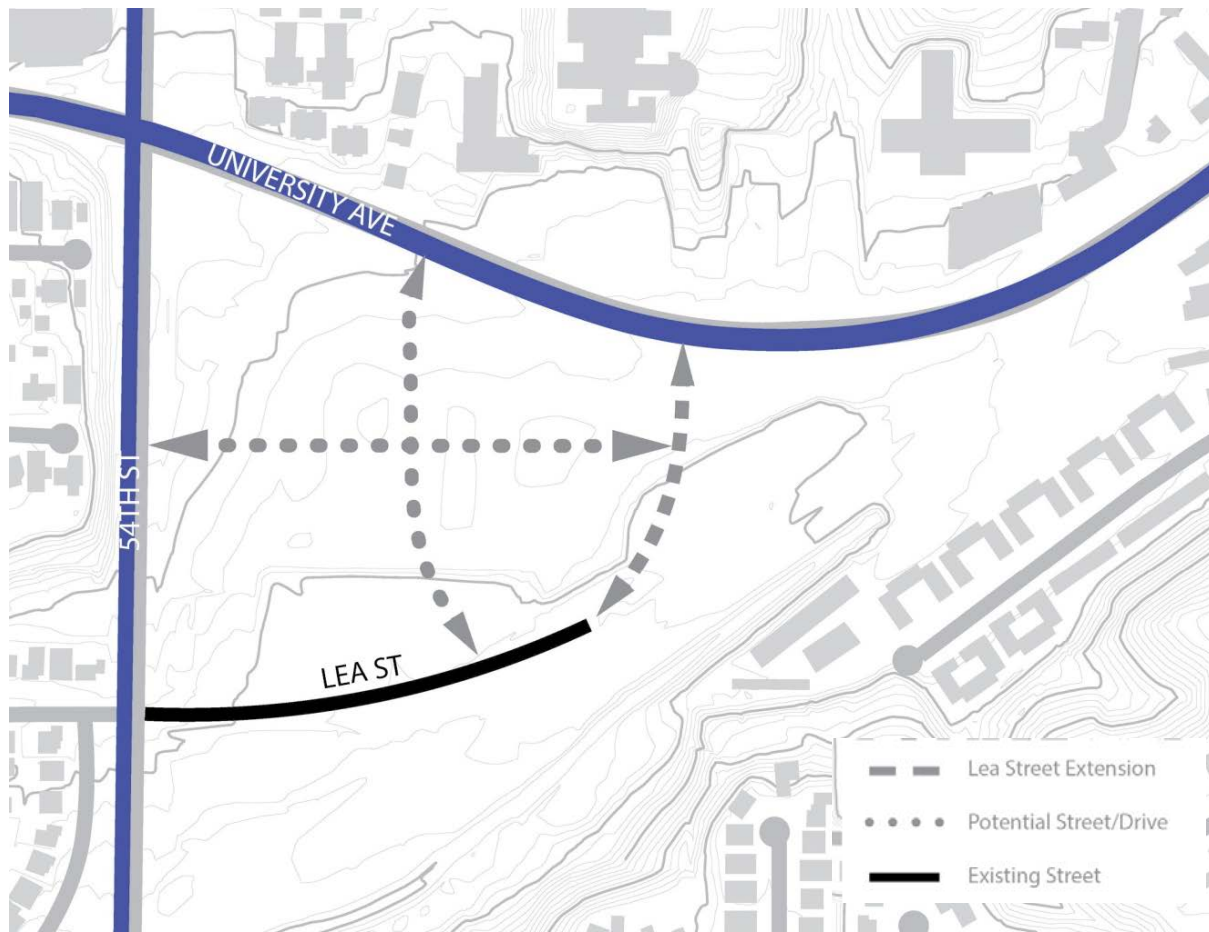 UNIVERSITY AVE
54TH ST
LEA ST
Lea Street Extension
Potential Street/Drive
Existing Street